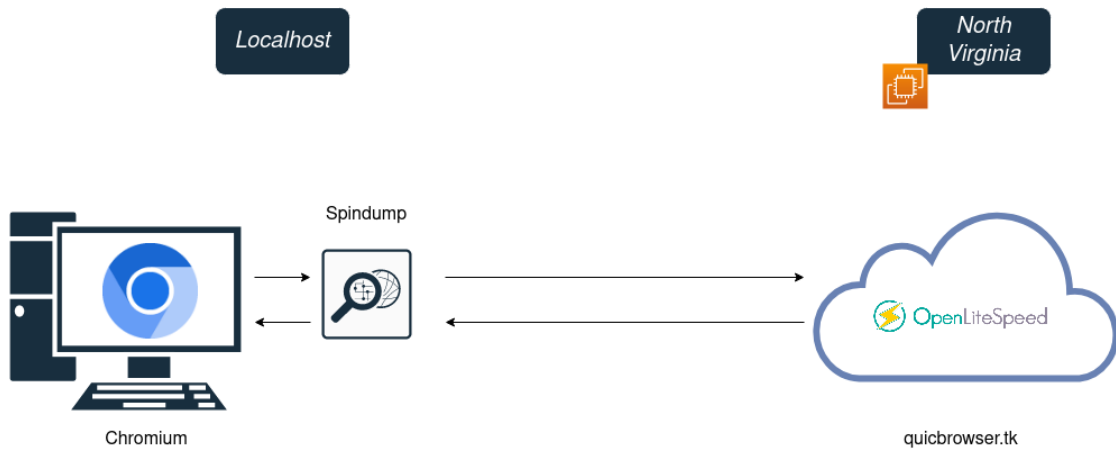 Localhost
North
Virginia
Spindump
OpenLiteSpeed
Chromium
quicbrowser.tk